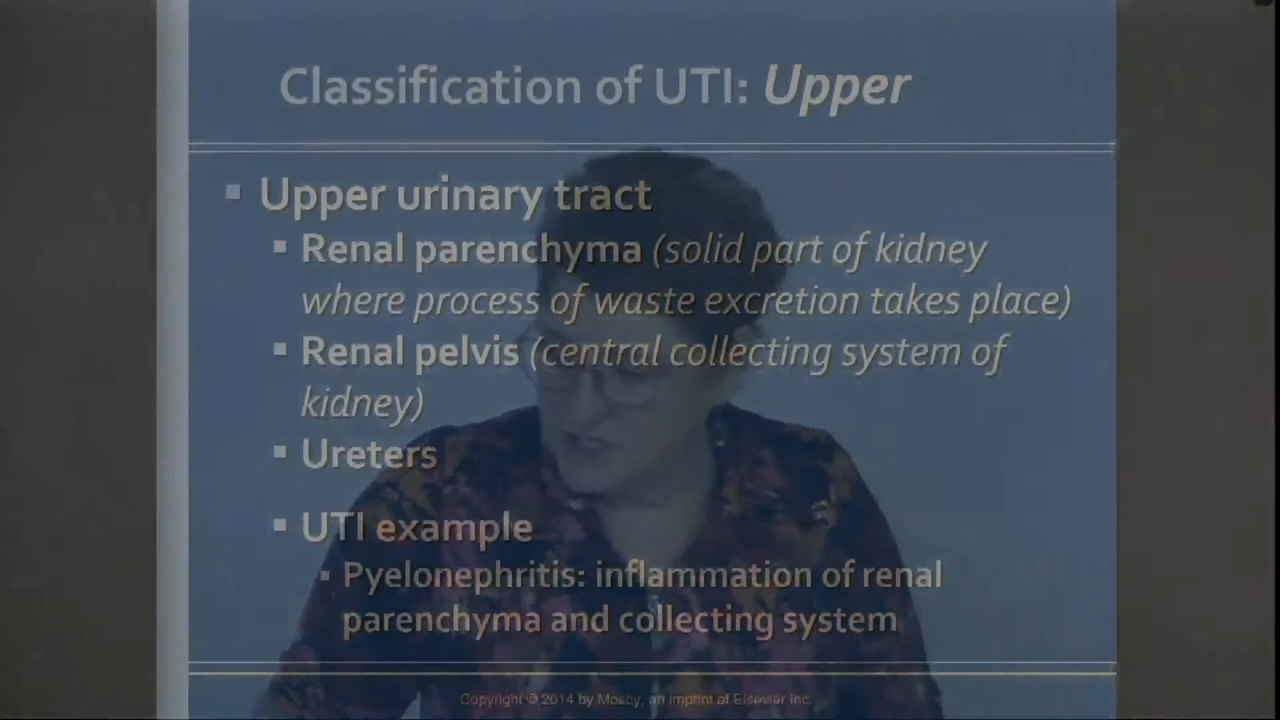 Classification of UTI: Upper
Upper urinary tract
Renal parenchyma (solid part of kidney
where process of waste excretion takes place)
Renal pelvis (central collecting system of
kidney)
Ureters
UTI example
Pyelonephritis: inflammation of renal
parenchyma and collecting system
Copyright © 2014 by Mosby, an imprint of Elsevier Inc.